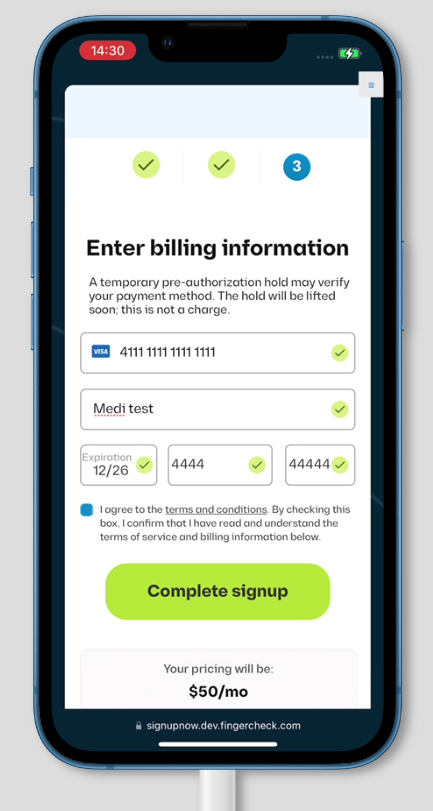 14:30
3
Enter billing information
A temporary pre-authorization hold may verify
your payment method. The hold will be lifted
soon; this is not a charge.
VISA 4111 1111 1111 1111
Medi test
Expiration
12/26
4444
44444
I agree to the terms and conditions. By checking this
box, I confirm that I have read and understand the
terms of service and billing information below.
Complete signup
Your pricing will be:
$50/mo
signupnow.dev.fingercheck.com